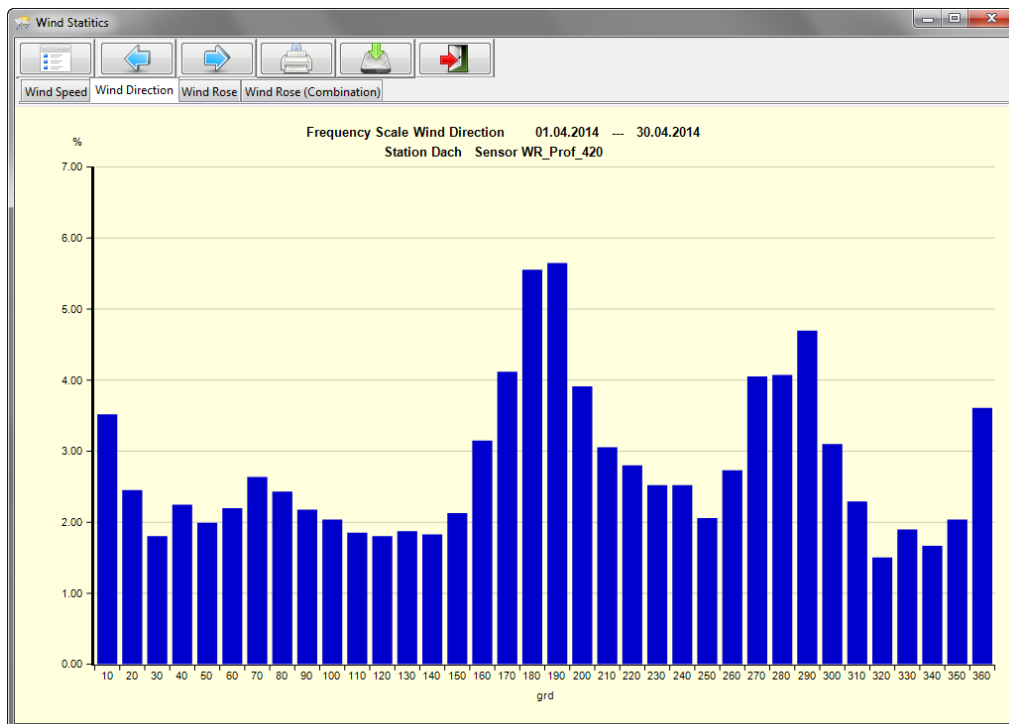 Wind Statitics
Wind Speed Wind Direction Wind Rose Wind Rose (Combination)
Frequency Scale Wind Direction 01.04.2014 --- 30.04.2014
Station Dach Sensor WR_Prof_420
%
7.00
6.00
5.00
4.00
3.00
2.00
1.00
0.00
10 20 30 40 50 60 70 80 90 100 110 120 130 140 150 160 170 180 190 200 210 220 230 240 250 260 270 280 290 300 310 320 330 340 350 360
grd